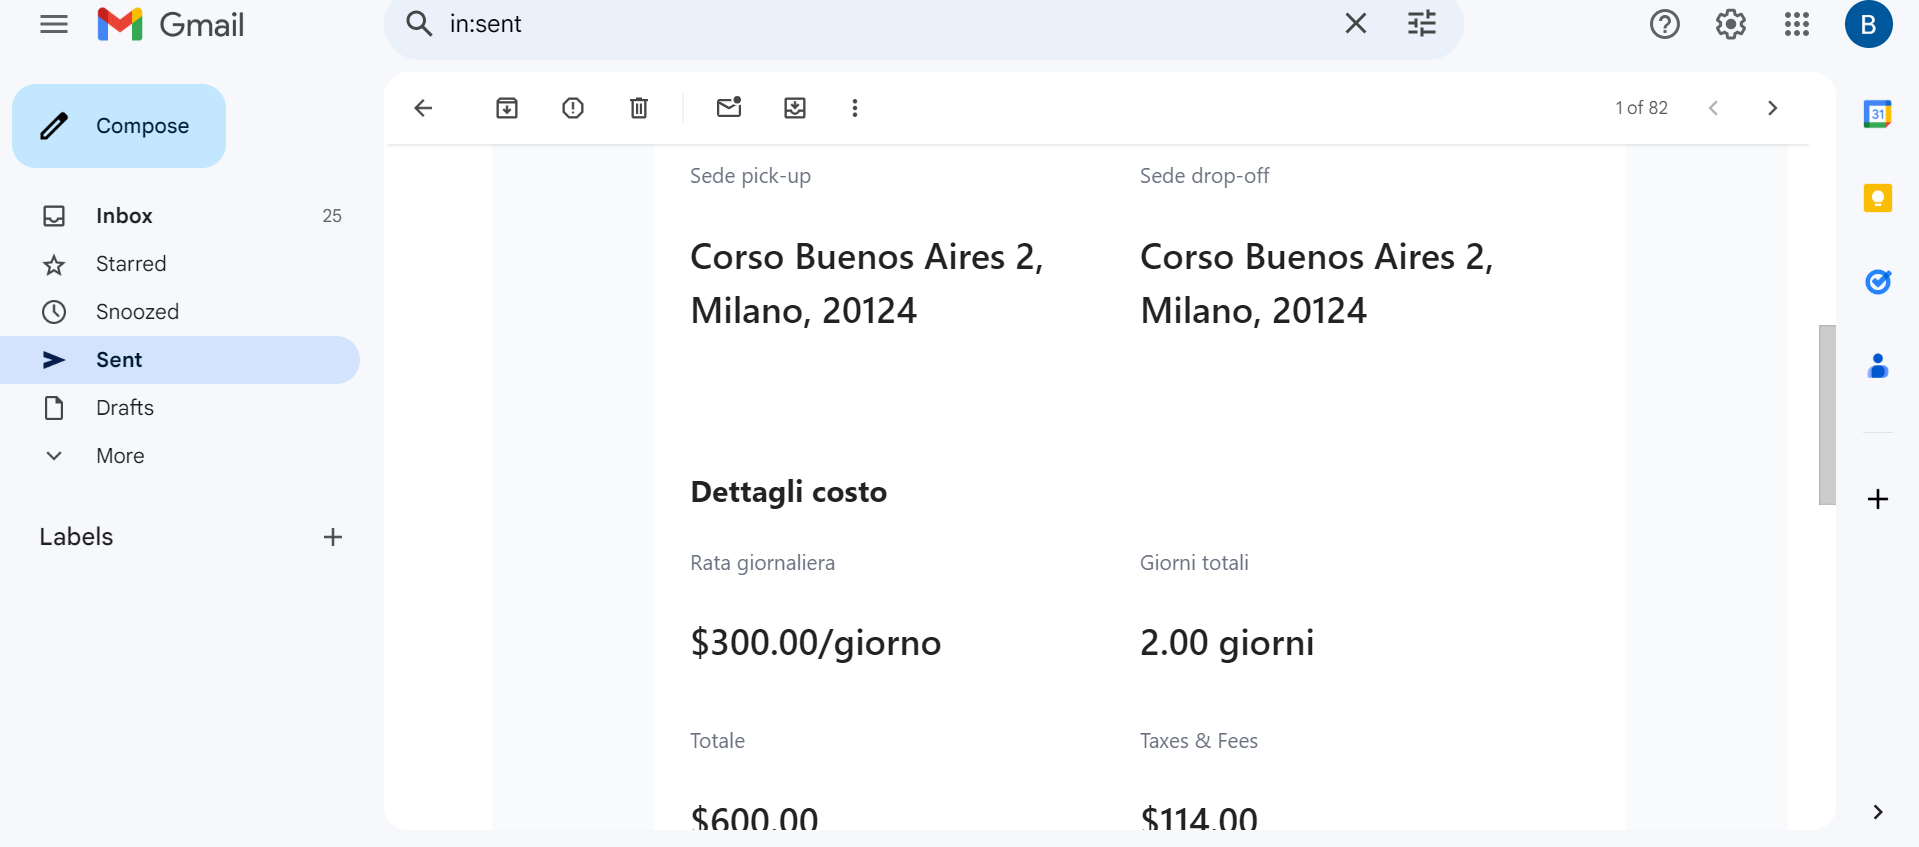 Gmail
in:sent
B
Compose
1 of 82
31
Inbox 25
Starred
Snoozed
Sent
Drafts
More
Labels
Sede pick-up
Corso Buenos Aires 2,
Milano, 20124
Sede drop-off
Corso Buenos Aires 2,
Milano, 20124
Dettagli costo
Rata giornaliera
$300.00/giorno
Giorni totali
2.00 giorni
Totale
$600.00
Taxes & Fees
$114.00